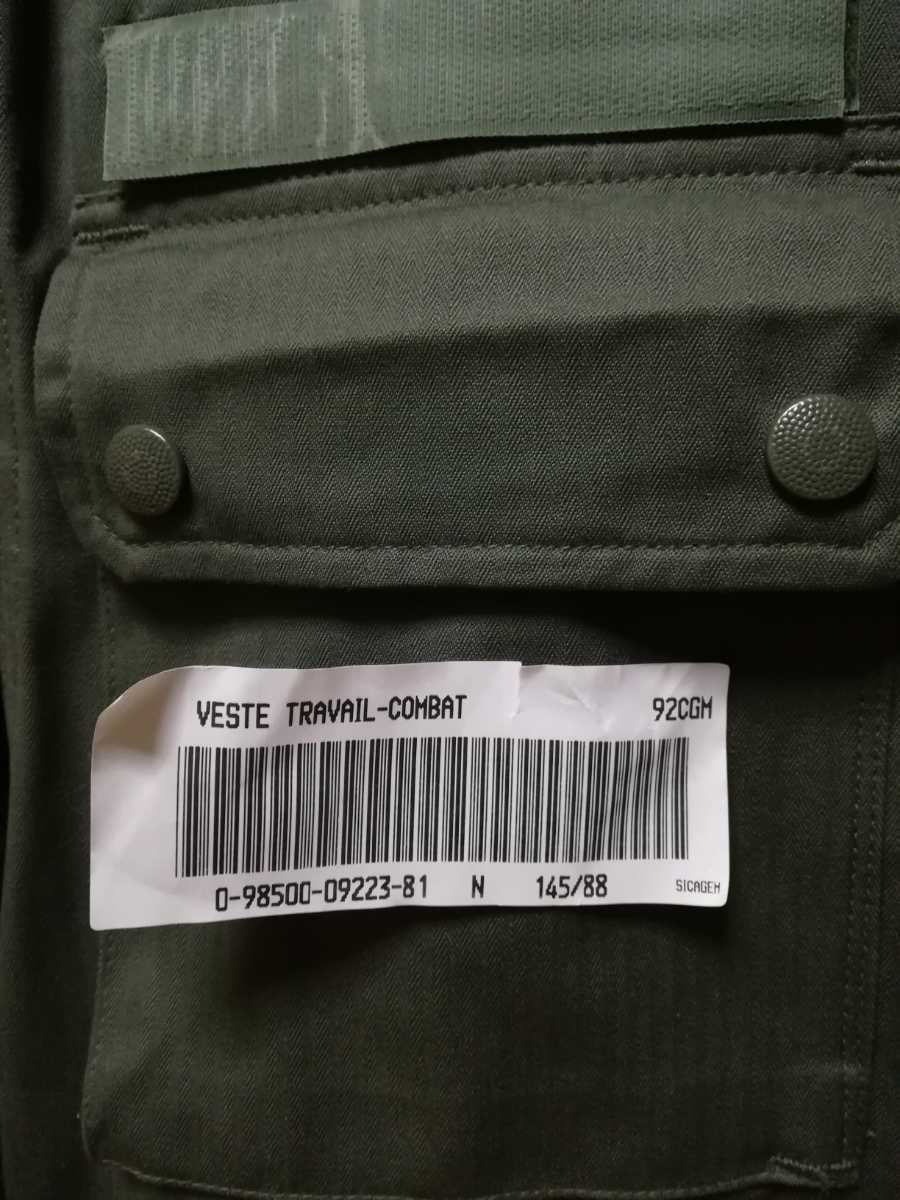 VESTE TRAVAIL-COMBAT 92CGM
0-98500-09223-81 N 145/88 SICAGEM